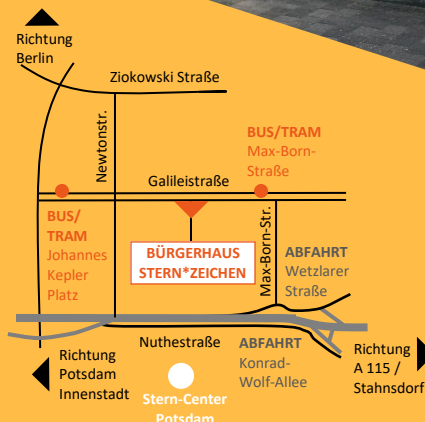 Richtung
Berlin
Ziokowski Straße
Newtonstr.
BUS/TRAM
Max-Born-
Straße
Galileistraße
BUS/
TRAM
Johannes
Kepler
Platz
BÜRGERHAUS
STERN*ZEICHEN
Max-Born-Str.
ABFAHRT
Wetzlarer
Straße
Nuthestraße
ABFAHRT
Konrad-
Wolf-Allee
Richtung
Potsdam
Innenstadt
Richtung
A 115 /
Stahnsdorf
Stern-Center
Potsdam